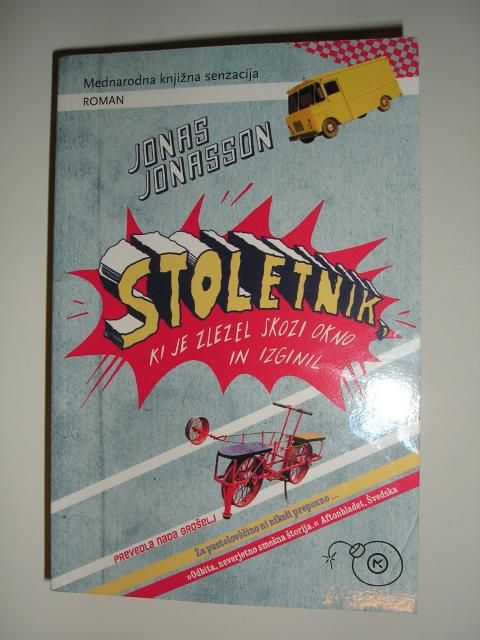 Mednarodna knjižna senzacija
ROMAN
JONAS
JONASSON
STOLETNIK,
KI JE ZLEZEL SKOZI OKNO
IN IZGINIL
PREVEDLA NADA GROŠELJ
Za pustolovščino ni nikoli prepozno ...
»Odbita, neverjetno smešna štorija.« Aftonbladet, Švedska